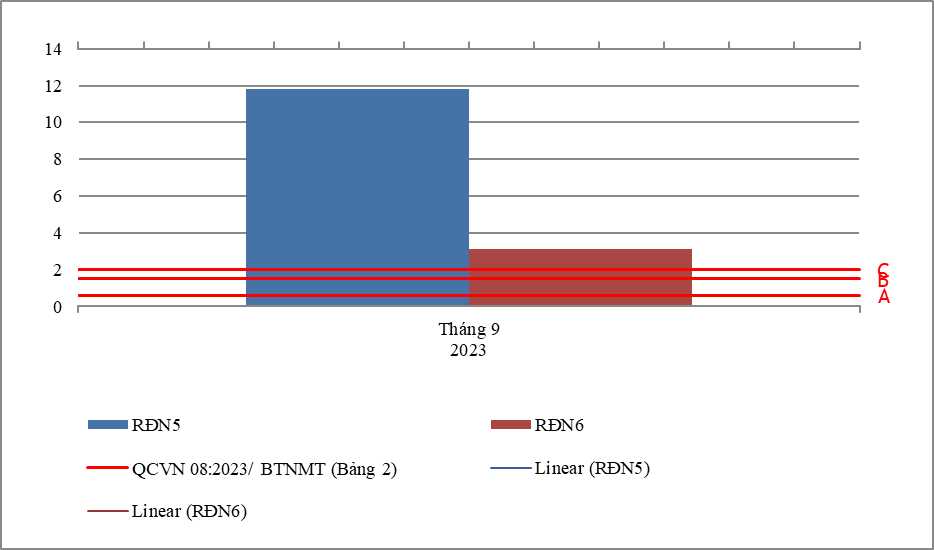 14
12
10
8
6
4
2
0
C
B
A
Tháng 9
2023
RĐN5
RĐN6
QCVN 08:2023/ BTNMT (Bảng 2)
Linear (RĐN5)
Linear (RĐN6)